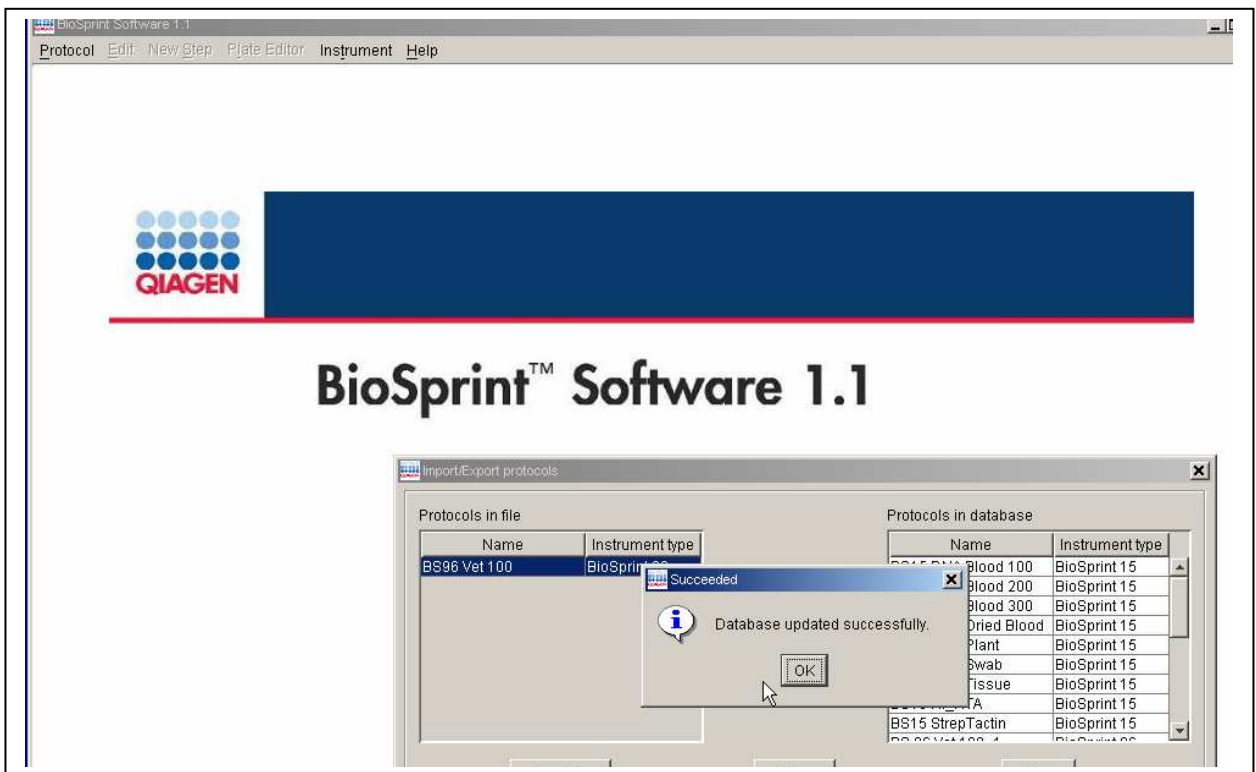 BioSprint Software 1.1
Protocol Edit New Step Plate Editor Instrument Help
QIAGEN
BioSprint™ Software 1.1
Import/Export protocols
Protocols in file
Name Instrument type
BS96 Vet 100
Protocols in database
Name Instrument type
Blood 100 BioSprint 15
Blood 200 BioSprint 15
Blood 300 BioSprint 15
Dried Blood BioSprint 15
Plant BioSprint 15
Swab BioSprint 15
Tissue BioSprint 15
BioSprint 15
BS15 StrepTactin BioSprint 15
Succeeded
Database updated successfully.
OK